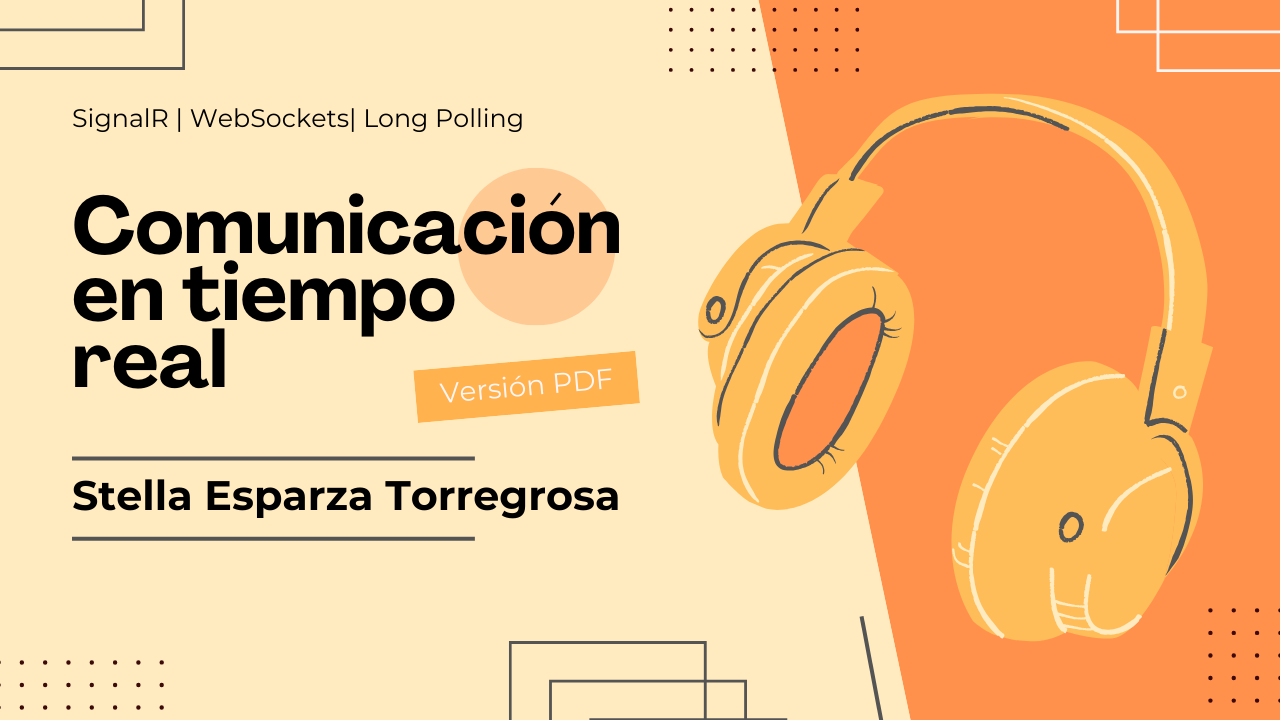 SignalR | WebSockets| Long Polling
Comunicación
en tiempo
real
Versión PDF
Stella Esparza Torregrosa